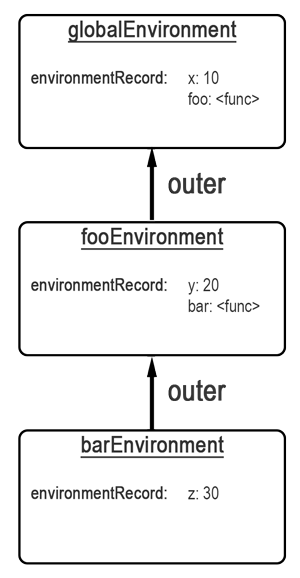 globalEnvironment
environmentRecord: x: 10
foo: <func>
outer
fooEnvironment
environmentRecord: y: 20
bar: <func>
outer
barEnvironment
environmentRecord: z: 30